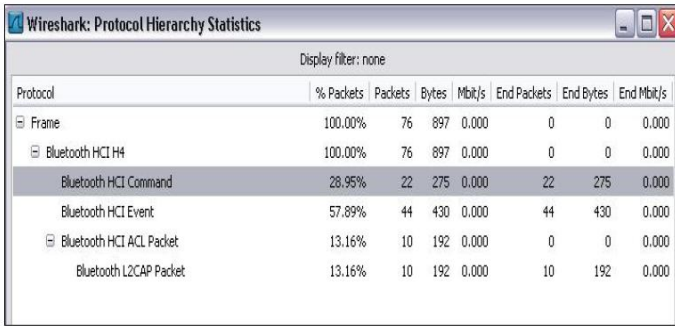 Wireshark: Protocol Hierarchy Statistics
Display filter: none
Protocol % Packets Packets Bytes Mbit/s End Packets End Bytes End Mbit/s
Frame 100.00% 76 897 0.000 0 0 0.000
Bluetooth HCI H4 100.00% 76 897 0.000 0 0 0.000
Bluetooth HCI Command 28.95% 22 275 0.000 22 275 0.000
Bluetooth HCI Event 57.89% 44 430 0.000 44 430 0.000
Bluetooth HCI ACL Packet 13.16% 10 192 0.000 0 0 0.000
Bluetooth L2CAP Packet 13.16% 10 192 0.000 10 192 0.000